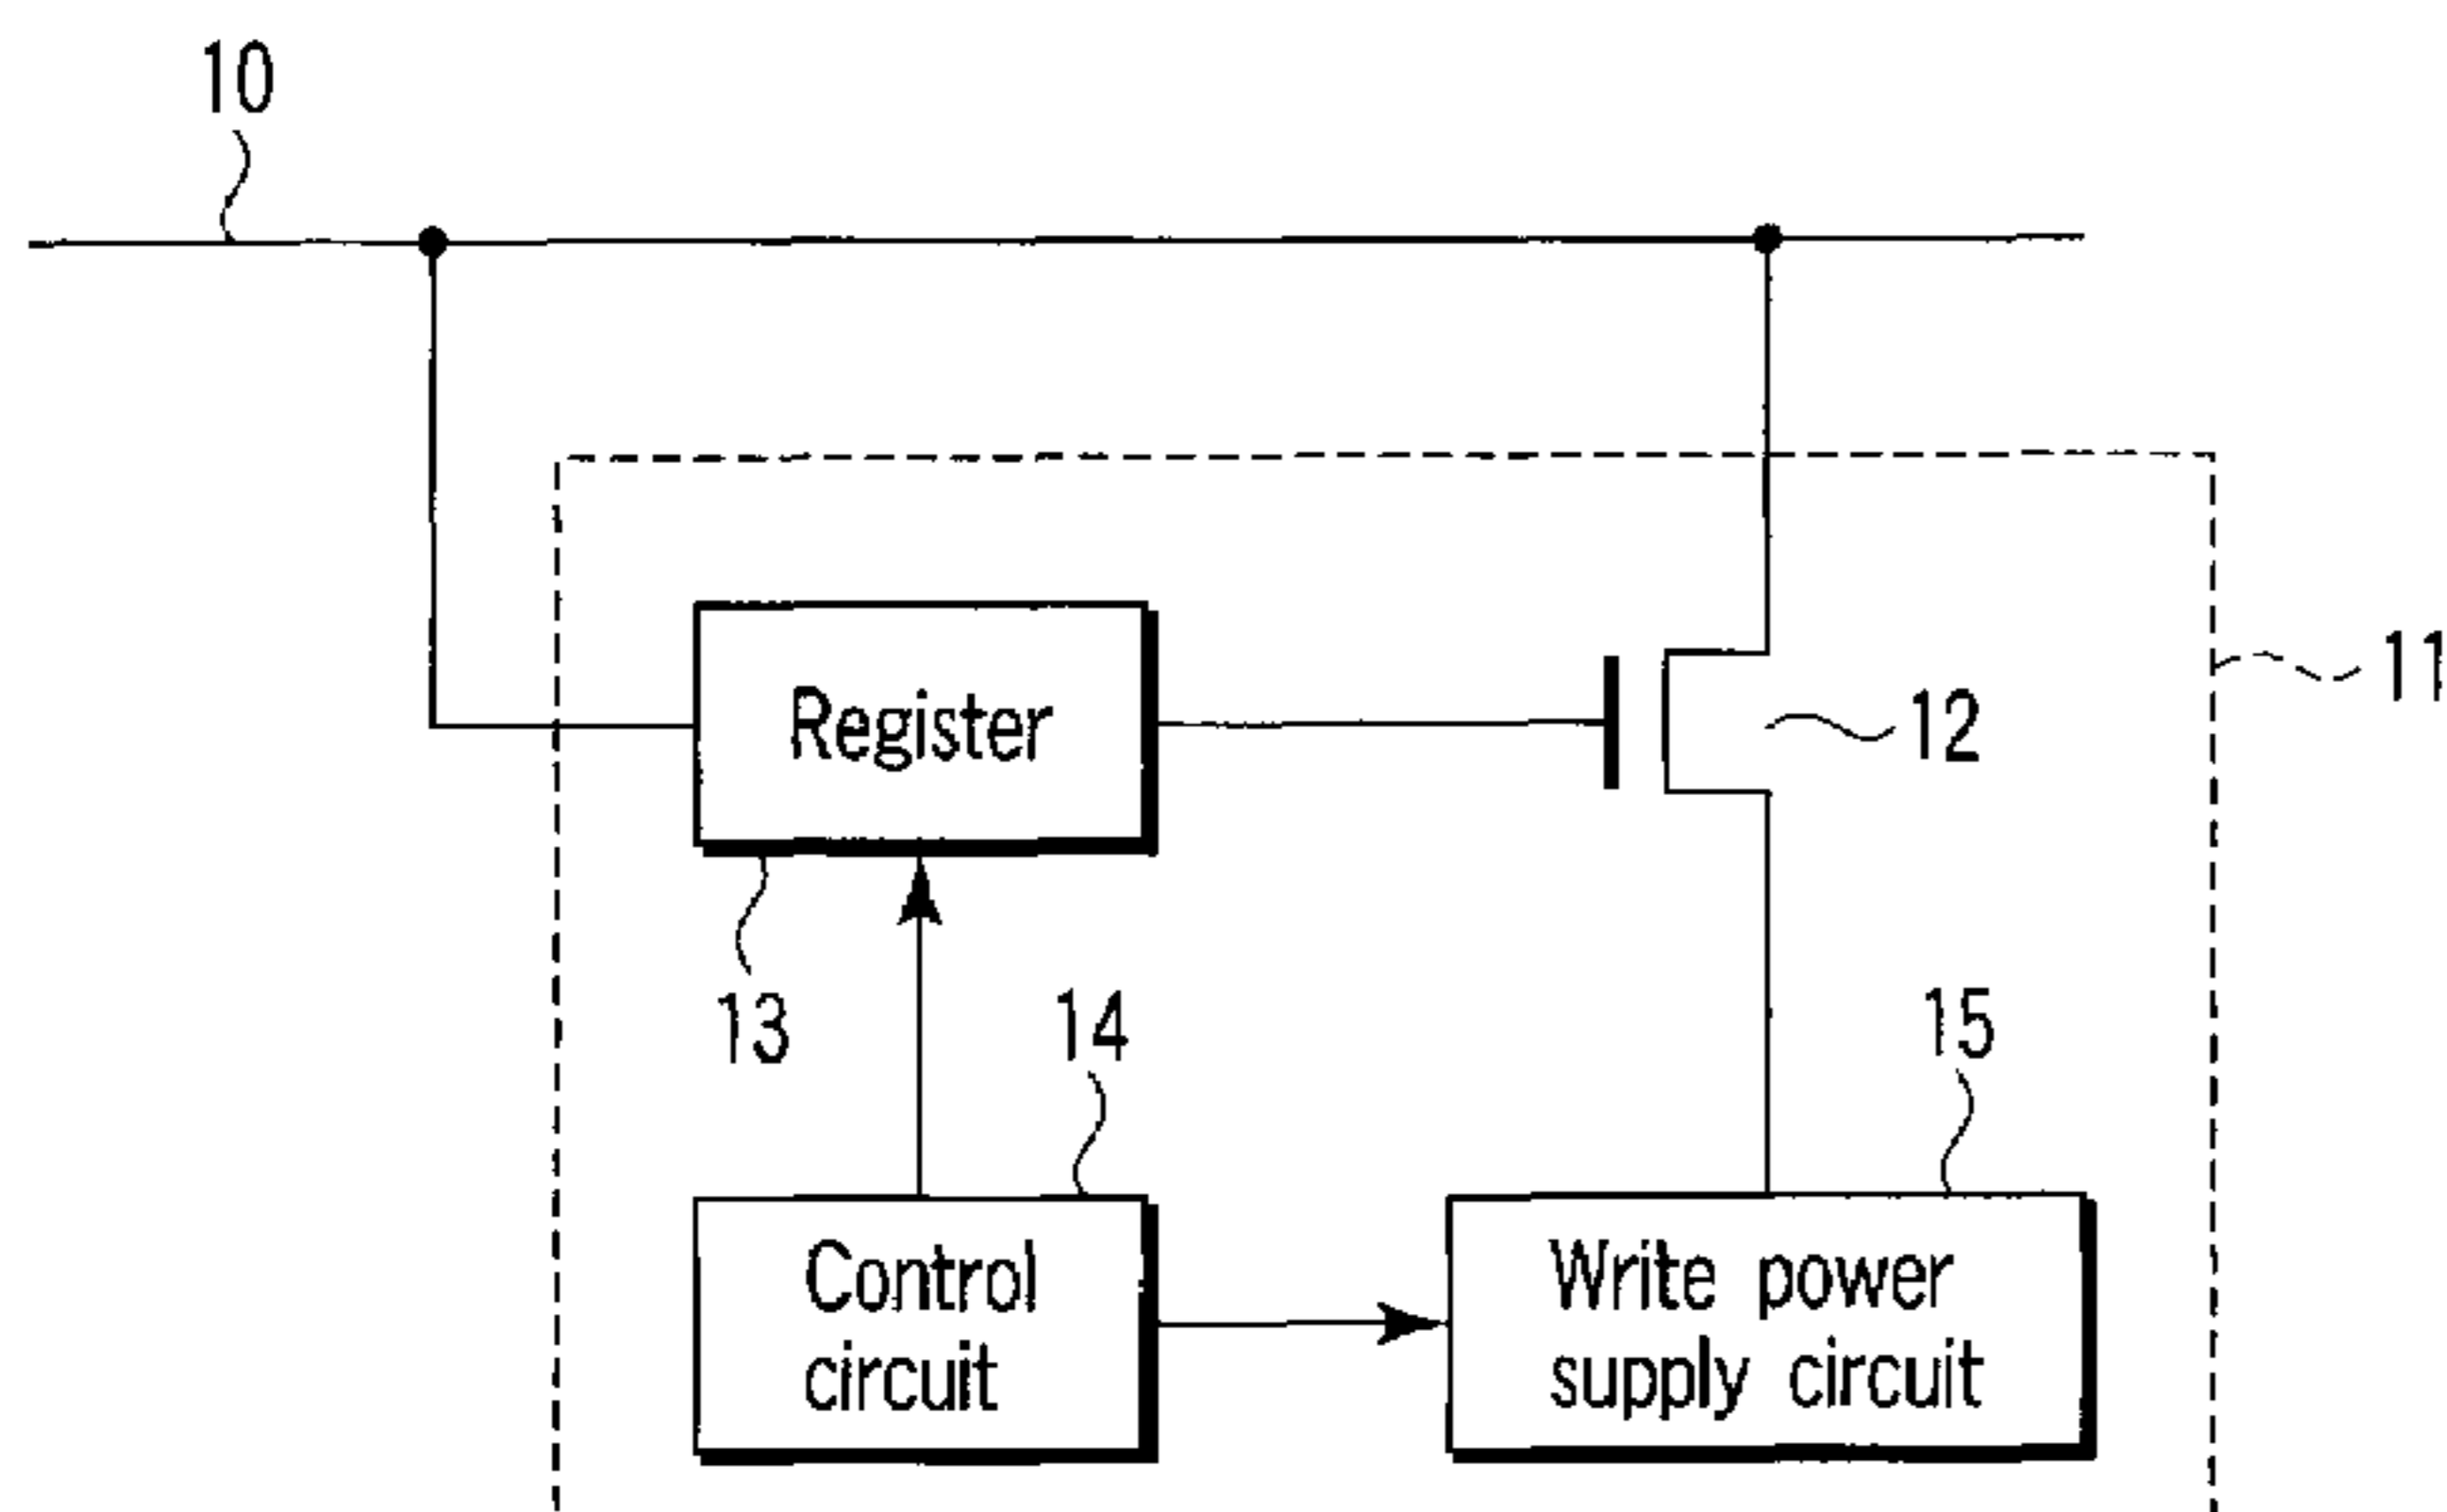 10
11
Register
12
13
14
15
Control
circuit
Write power
supply circuit